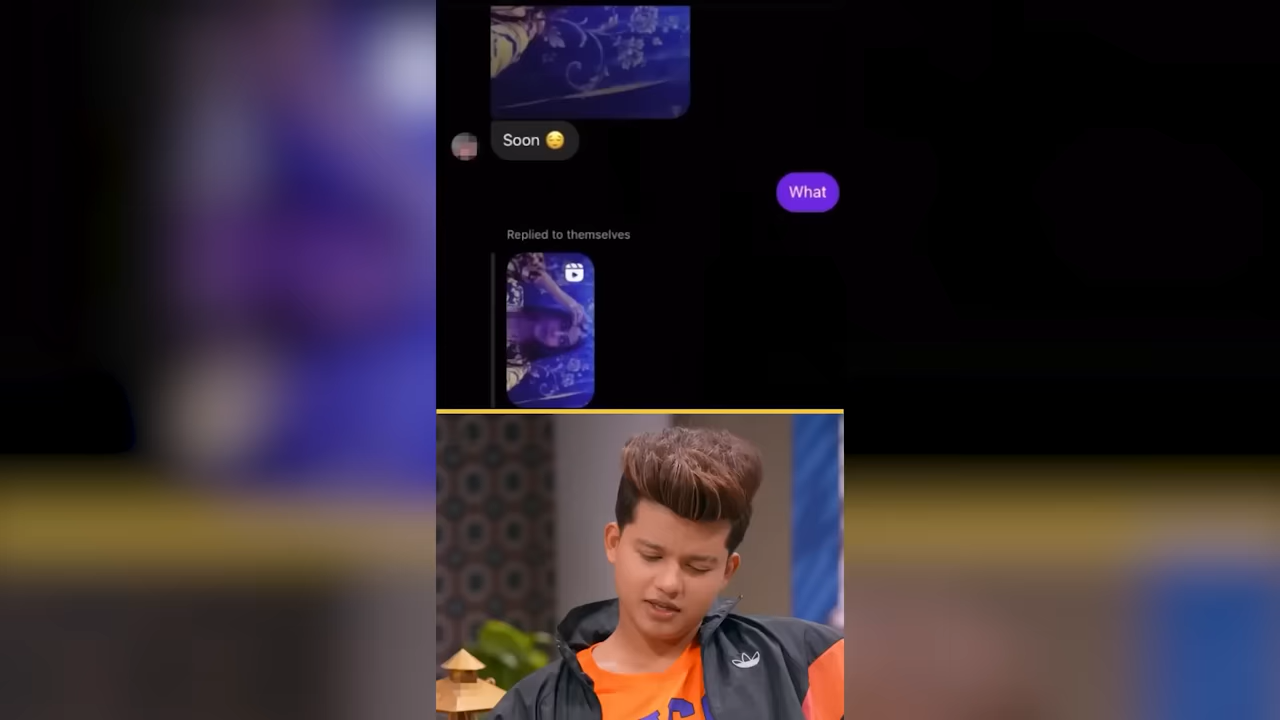 Soon 😌
What
Replied to themselves